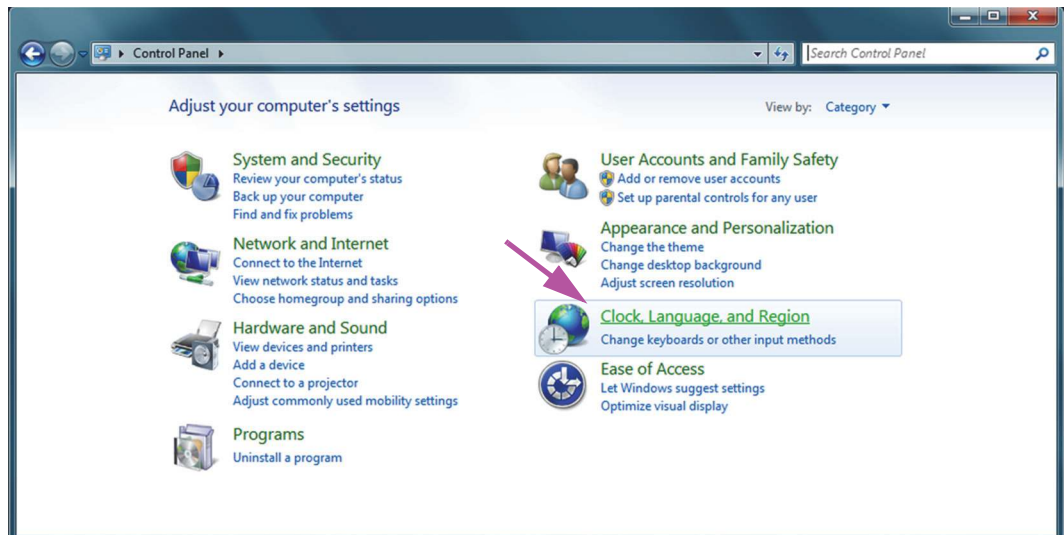 Control Panel
Search Control Panel
Adjust your computer's settings
View by: Category
System and Security
Review your computer's status
Back up your computer
Find and fix problems
Network and Internet
Connect to the Internet
View network status and tasks
Choose homegroup and sharing options
Hardware and Sound
View devices and printers
Add a device
Connect to a projector
Adjust commonly used mobility settings
Programs
Uninstall a program
User Accounts and Family Safety
Add or remove user accounts
Set up parental controls for any user
Appearance and Personalization
Change the theme
Change desktop background
Adjust screen resolution
Clock, Language, and Region
Change keyboards or other input methods
Ease of Access
Let Windows suggest settings
Optimize visual display